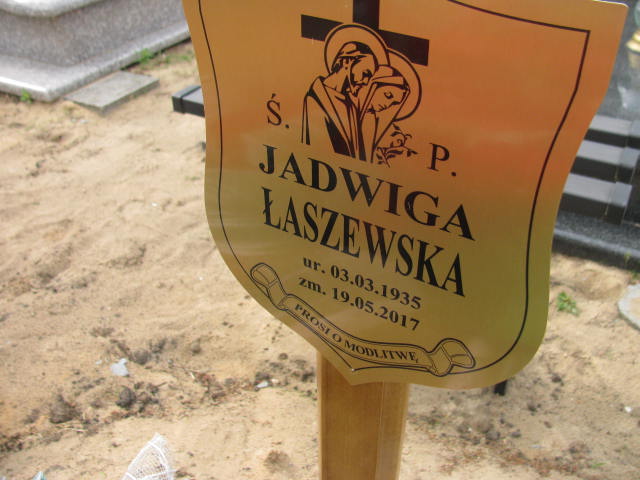 Ś. P.
JADWIGA
ŁASZEWSKA
ur. 03.03.1935
zm. 19.05.2017
PROSI O MODLITWĘ